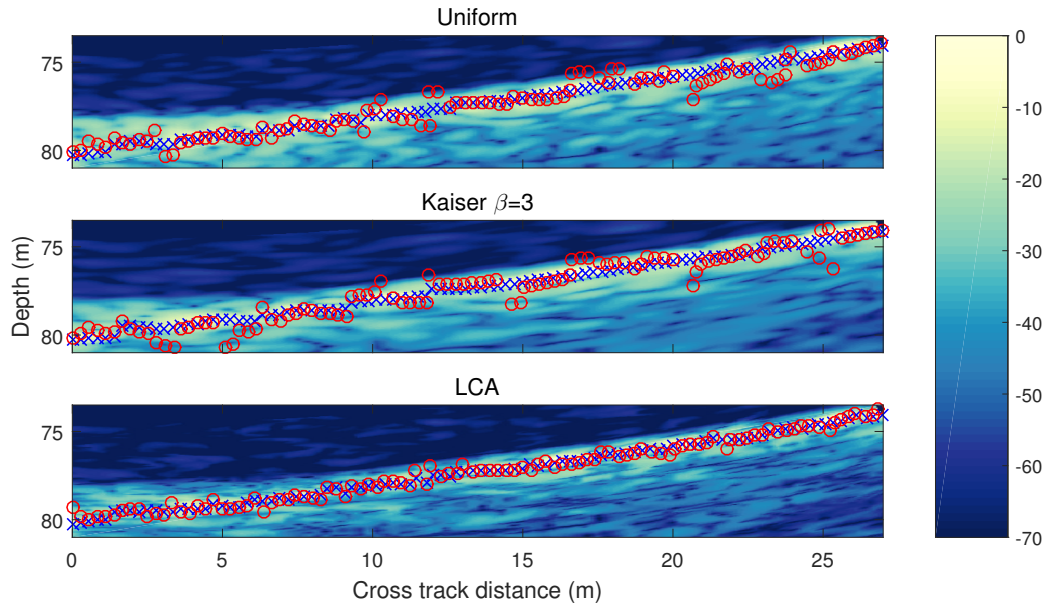 Uniform
75
80
Kaiser β=3
75
80
Depth (m)
LCA
75
80
0 5 10 15 20 25
Cross track distance (m)
0
-10
-20
-30
-40
-50
-60
-70